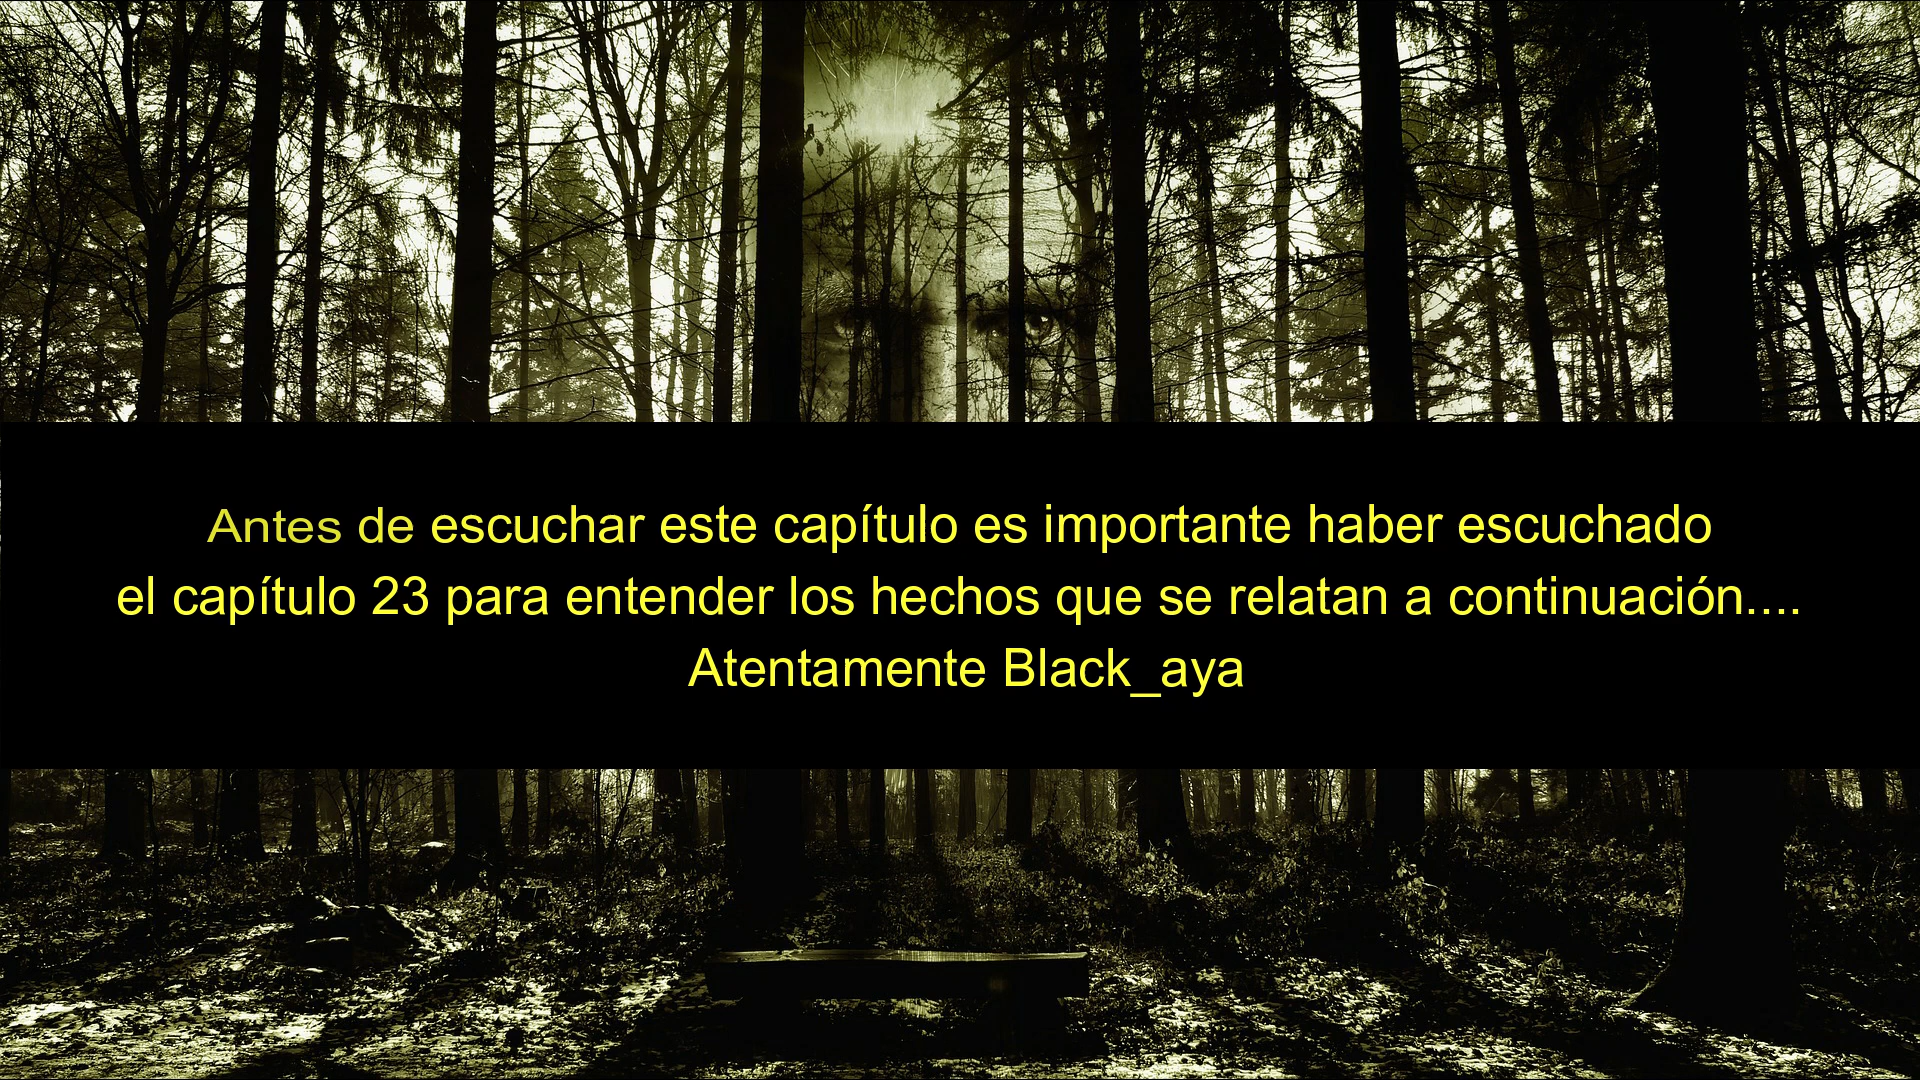 Antes de escuchar este capítulo es importante haber escuchado
el capítulo 23 para entender los hechos que se relatan a continuación....
Atentamente Black_aya